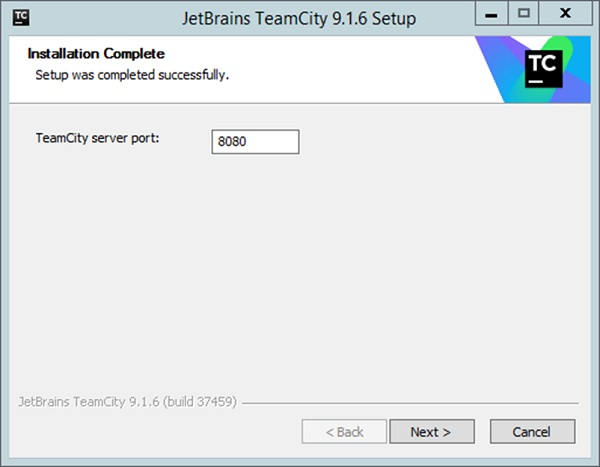 JetBrains TeamCity 9.1.6 Setup
Installation Complete
Setup was completed successfully.
TeamCity server port:
8080
JetBrains TeamCity 9.1.6 (build 37459)
< Back
Next >
Cancel
TC
TC